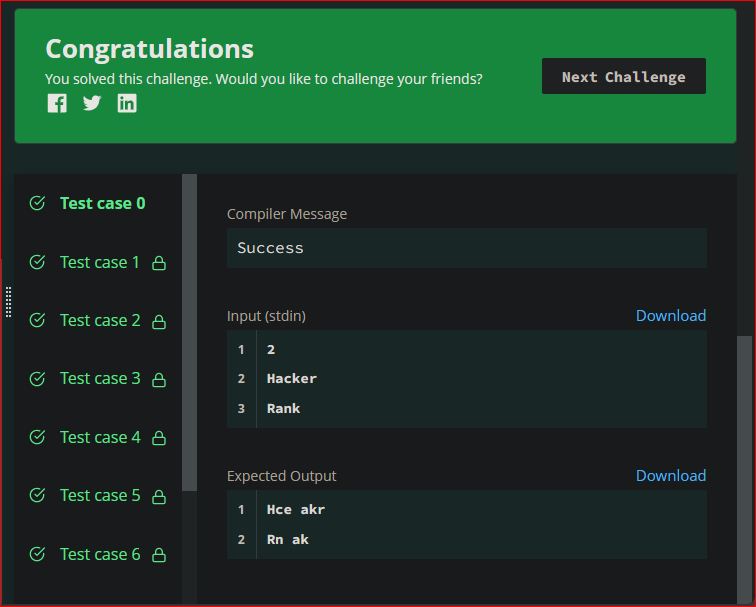 Congratulations
You solved this challenge. Would you like to challenge your friends?
Next Challenge
Test case 0
Test case 1
Test case 2
Test case 3
Test case 4
Test case 5
Test case 6
Compiler Message
Success
Input (stdin)
Download
1 2
2 Hacker
3 Rank
Expected Output
Download
1 Hce akr
2 Rn ak